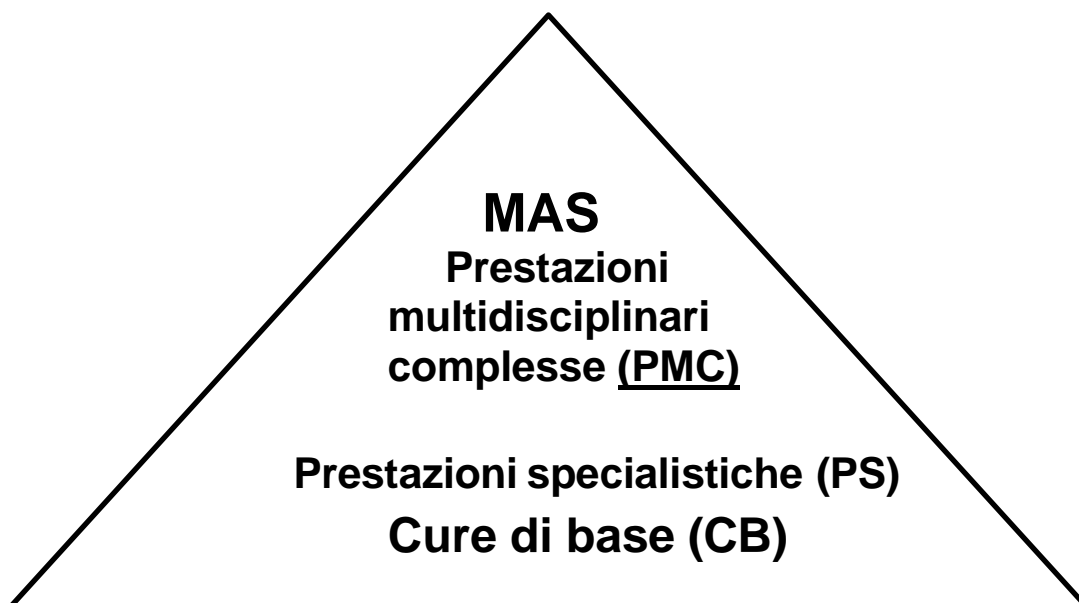 MAS
Prestazioni
multidisciplinari
complesse (PMC)
Prestazioni specialistiche (PS)
Cure di base (CB)